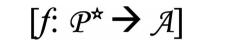 [f: 𝒫* → 𝒜]